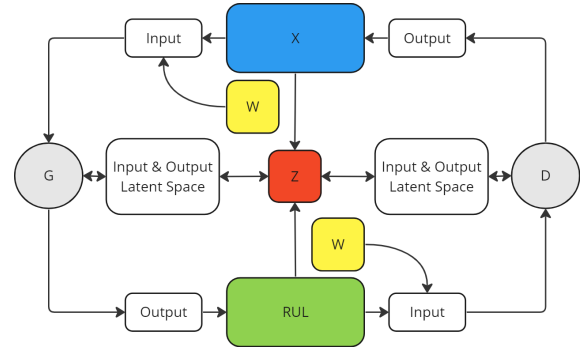 Input
X
Output
W
G
Input & Output
Latent Space
Z
Input & Output
Latent Space
D
W
Output
RUL
Input